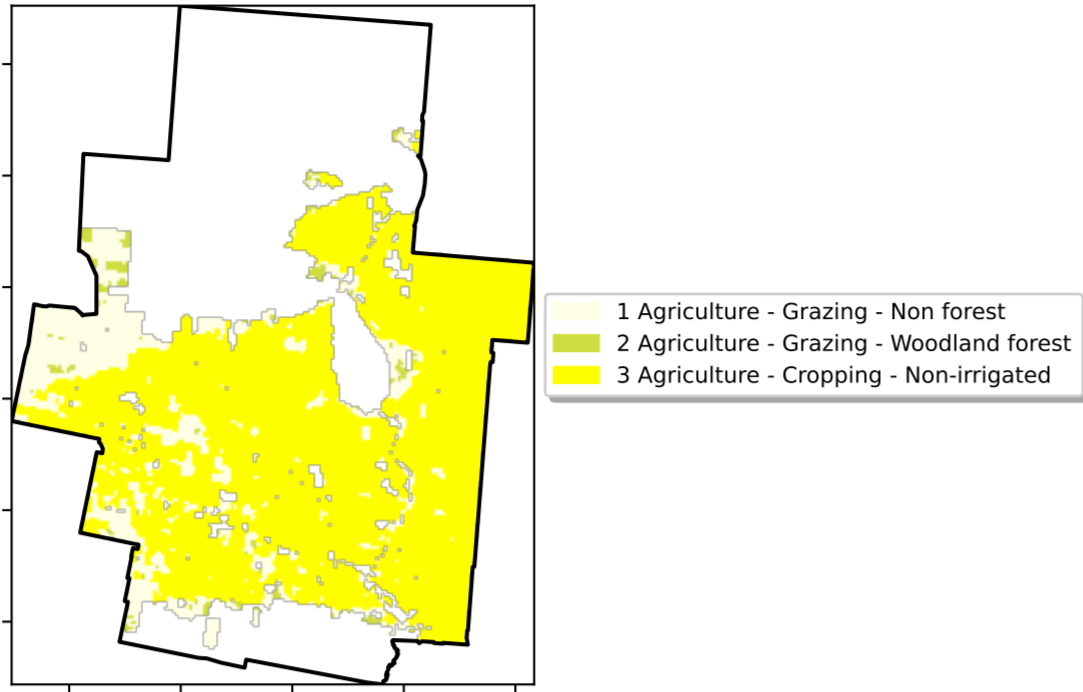 1 Agriculture - Grazing - Non forest
2 Agriculture - Grazing - Woodland forest
3 Agriculture - Cropping - Non-irrigated